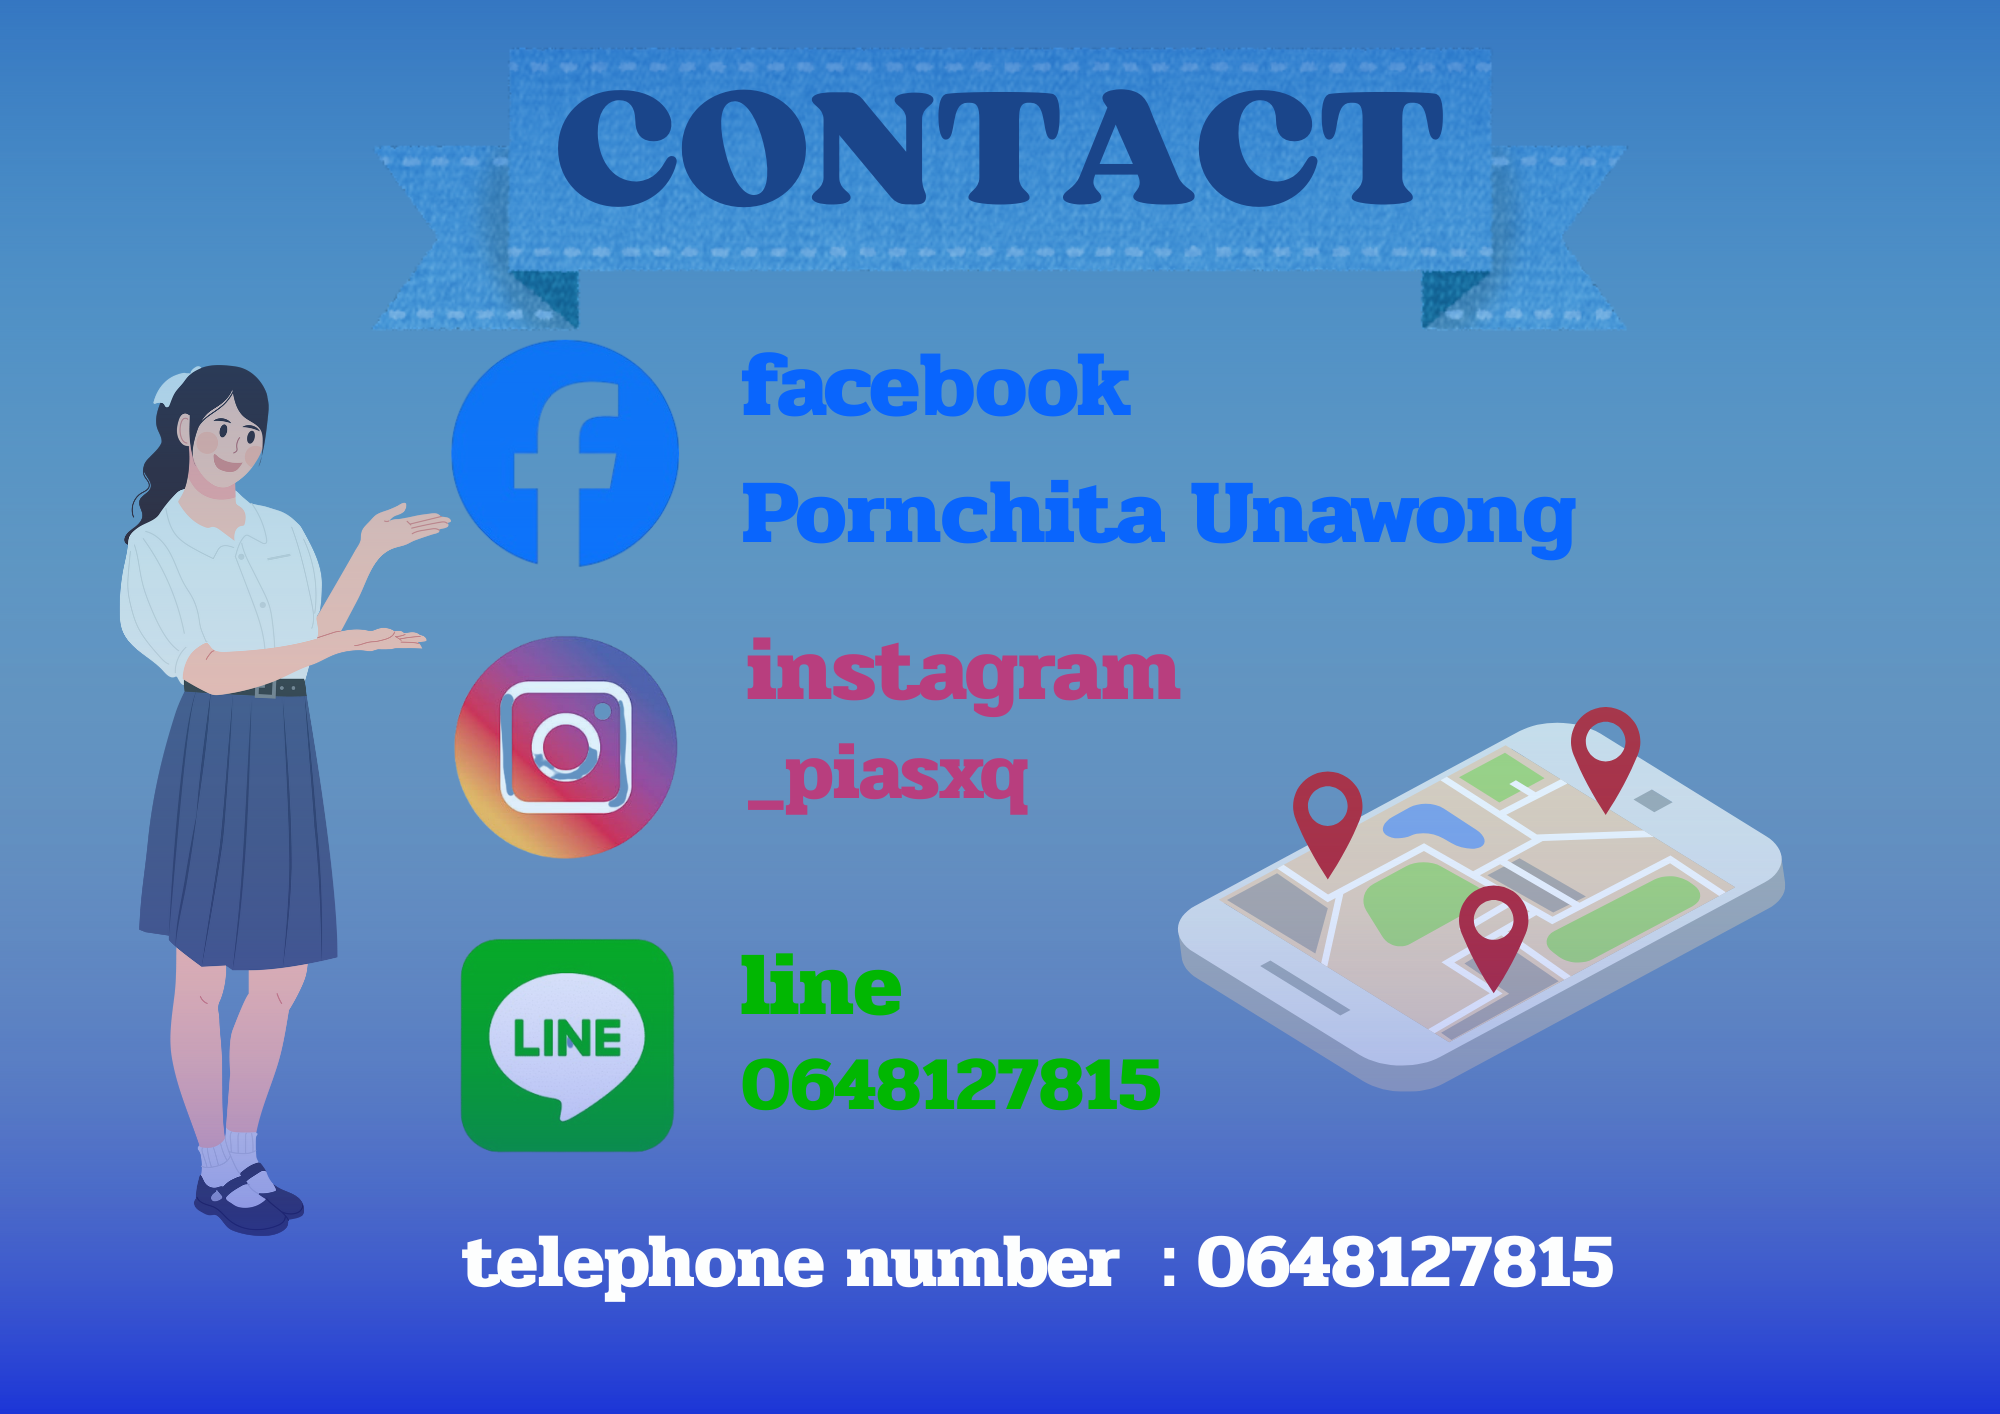 CONTACT
facebook
Pornchita Unawong
instagram
_piasxq
LINE
line
0648127815
telephone number : 0648127815